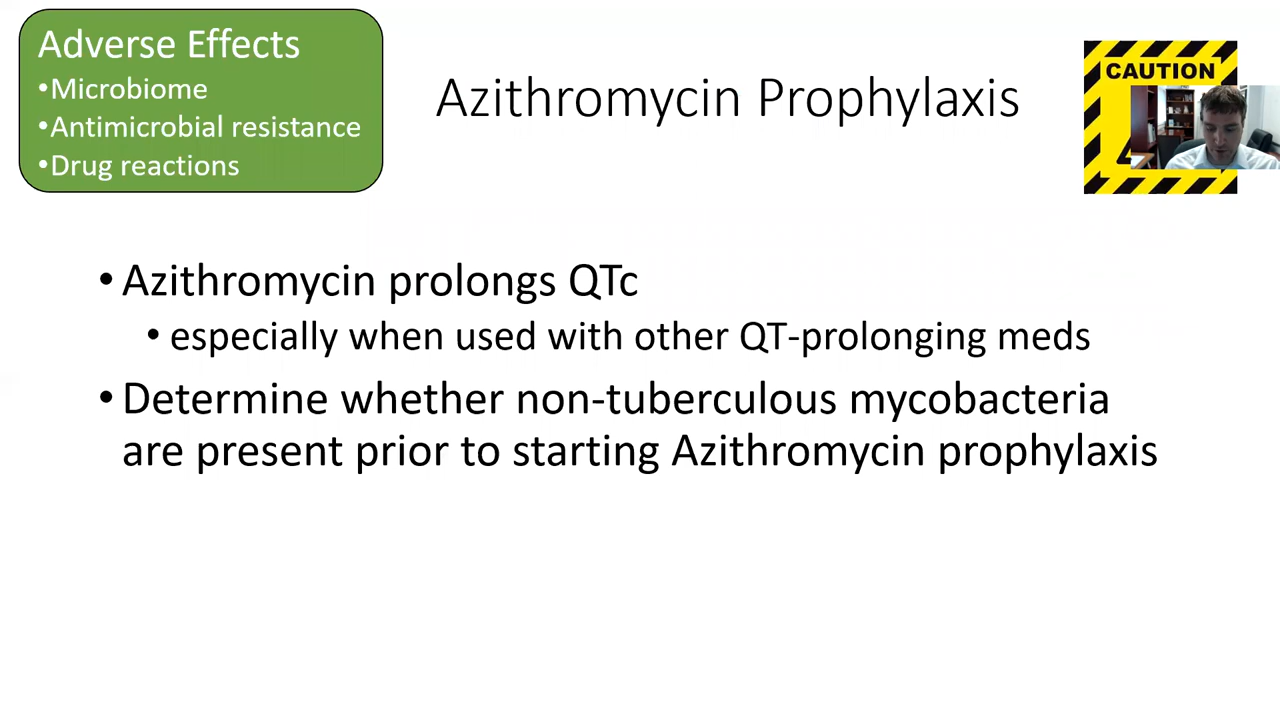 Adverse Effects
•Microbiome
•Antimicrobial resistance
•Drug reactions
Azithromycin Prophylaxis
CAUTION
• Azithromycin prolongs QTc
• especially when used with other QT-prolonging meds
• Determine whether non-tuberculous mycobacteria
are present prior to starting Azithromycin prophylaxis